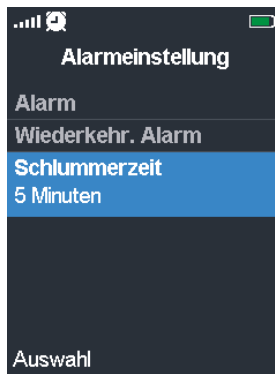 Alarmeinstellung
Alarm
Wiederkehr. Alarm
Schlummerzeit
5 Minuten
Auswahl